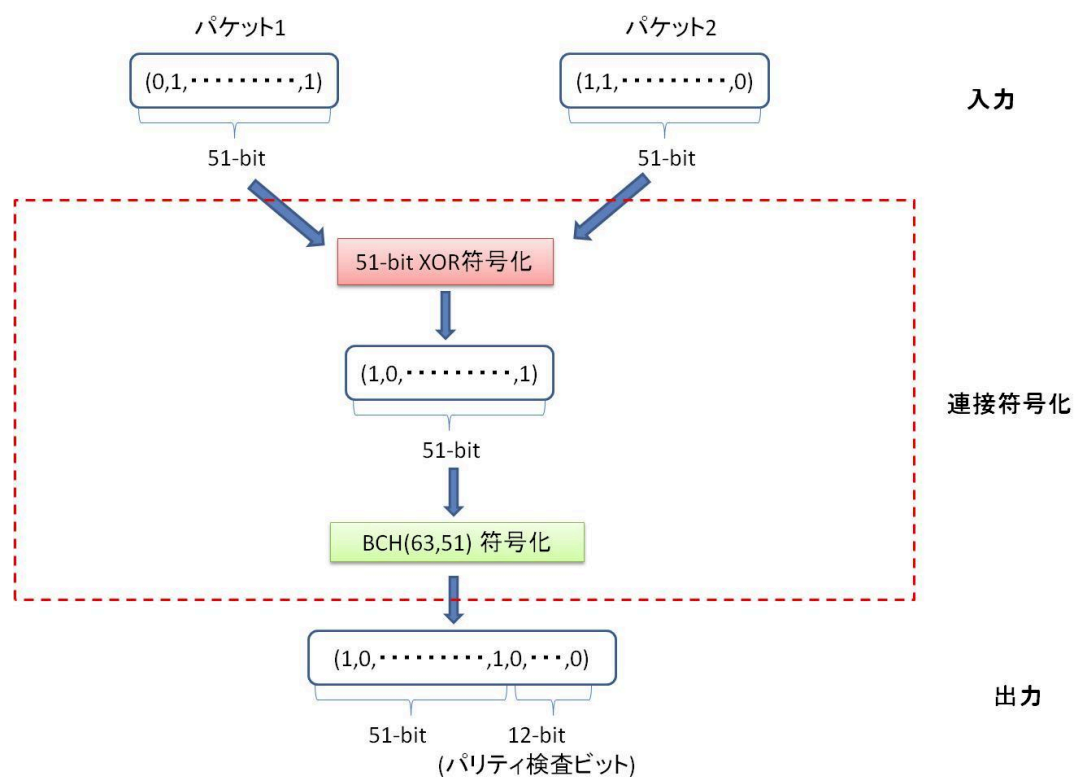 パケット1
パケット2
(0,1,・・・・・・・・・,1)
(1,1,・・・・・・・・・,0)
入力
51-bit
51-bit
51-bit XOR符号化
(1,0,・・・・・・・・・,1)
連接符号化
51-bit
BCH(63,51) 符号化
(1,0,・・・・・・・・・,1,0,・・・,0)
出力
51-bit
12-bit
(パリティ検査ビット)